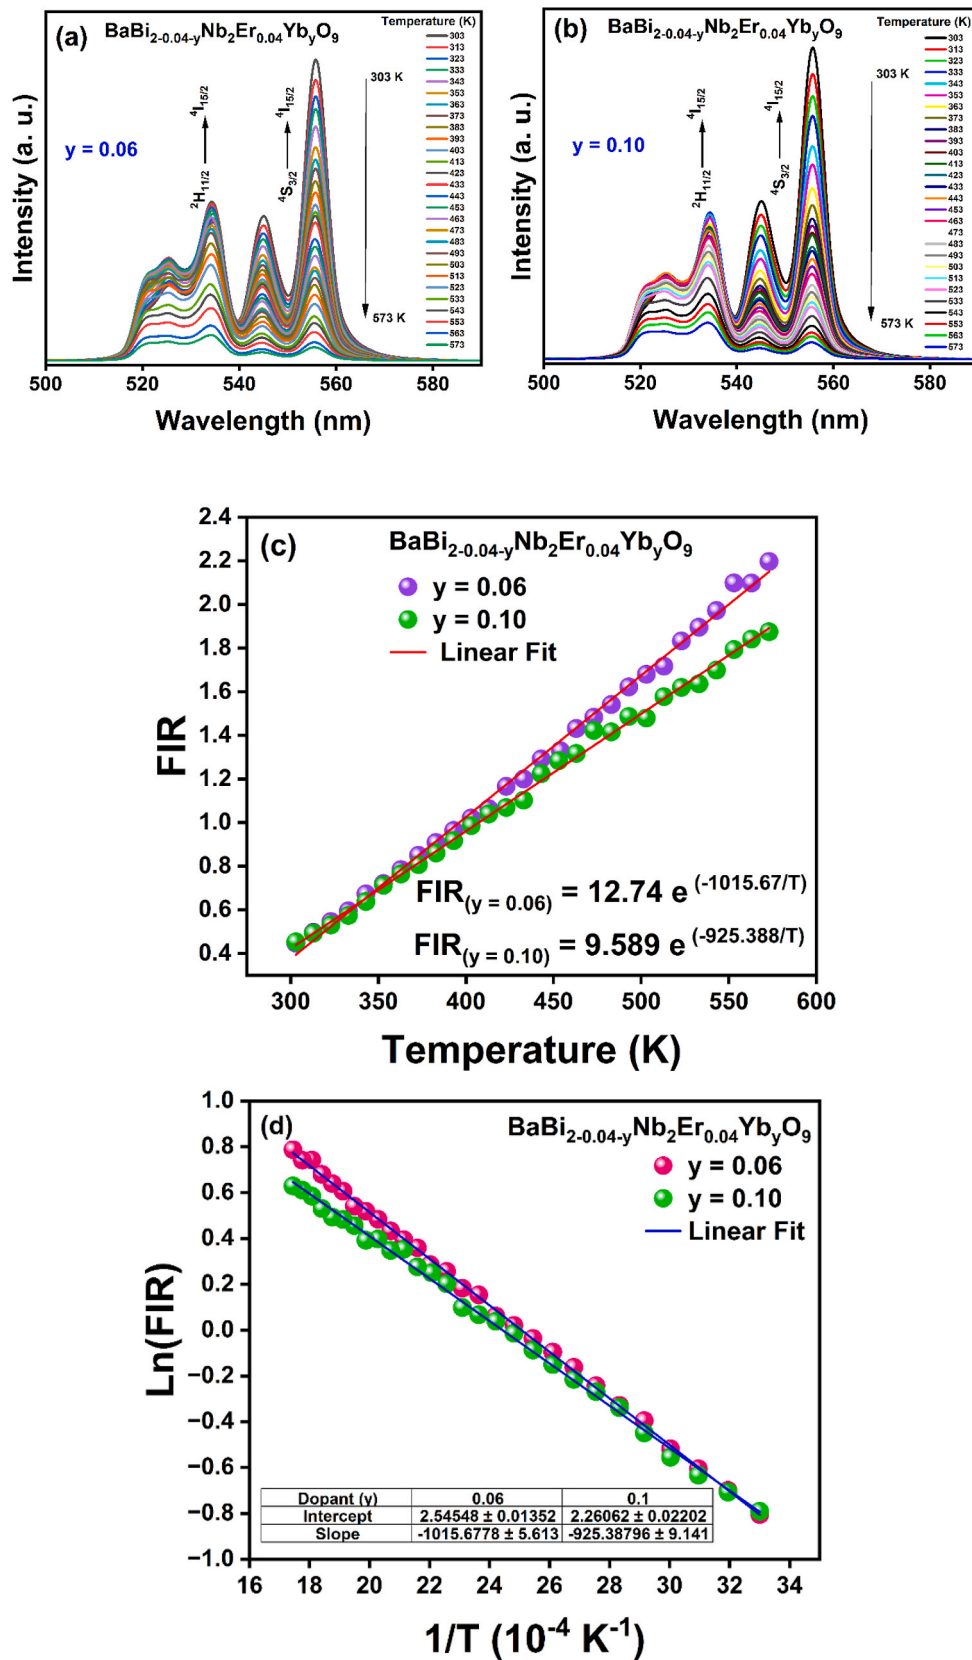 (a)
BaBi2-0.04-yNb2Er0.04YbyO9
Temperature (K)
303
313
323
333
343
353
363
373
383
393
403
413
423
433
443
453
463
473
483
493
503
513
523
533
543
553
563
573
303 K
573 K
y = 0.06
2H11/2
4I15/2
4S3/2
4I15/2
Intensity (a. u.)
500 520 540 560 580
Wavelength (nm)
(b)
BaBi2-0.04-yNb2Er0.04YbyO9
Temperature (K)
303
313
323
333
343
353
363
373
383
393
403
413
423
433
443
453
463
473
483
493
503
513
523
533
543
553
563
573
303 K
573 K
y = 0.10
2H11/2
4I15/2
4S3/2
4I15/2
Intensity (a. u.)
500 520 540 560 580
Wavelength (nm)
(c)
BaBi2-0.04-yNb2Er0.04YbyO9
y = 0.06
y = 0.10
Linear Fit
FIR(y = 0.06) = 12.74 e (-1015.67/T)
FIR(y = 0.10) = 9.589 e (-925.388/T)
FIR
2.4
2.2
2.0
1.8
1.6
1.4
1.2
1.0
0.8
0.6
0.4
300 350 400 450 500 550 600
Temperature (K)
(d)
BaBi2-0.04-yNb2Er0.04YbyO9
y = 0.06
y = 0.10
Linear Fit
Ln(FIR)
1.0
0.8
0.6
0.4
0.2
0.0
−0.2
−0.4
−0.6
−0.8
−1.0
Dopant (y) 0.06 0.1
Intercept 2.54548 ± 0.01352 2.26062 ± 0.02202
Slope -1015.6778 ± 5.613 -925.38796 ± 9.141
16 18 20 22 24 26 28 30 32 34
1/T (10-4 K-1)